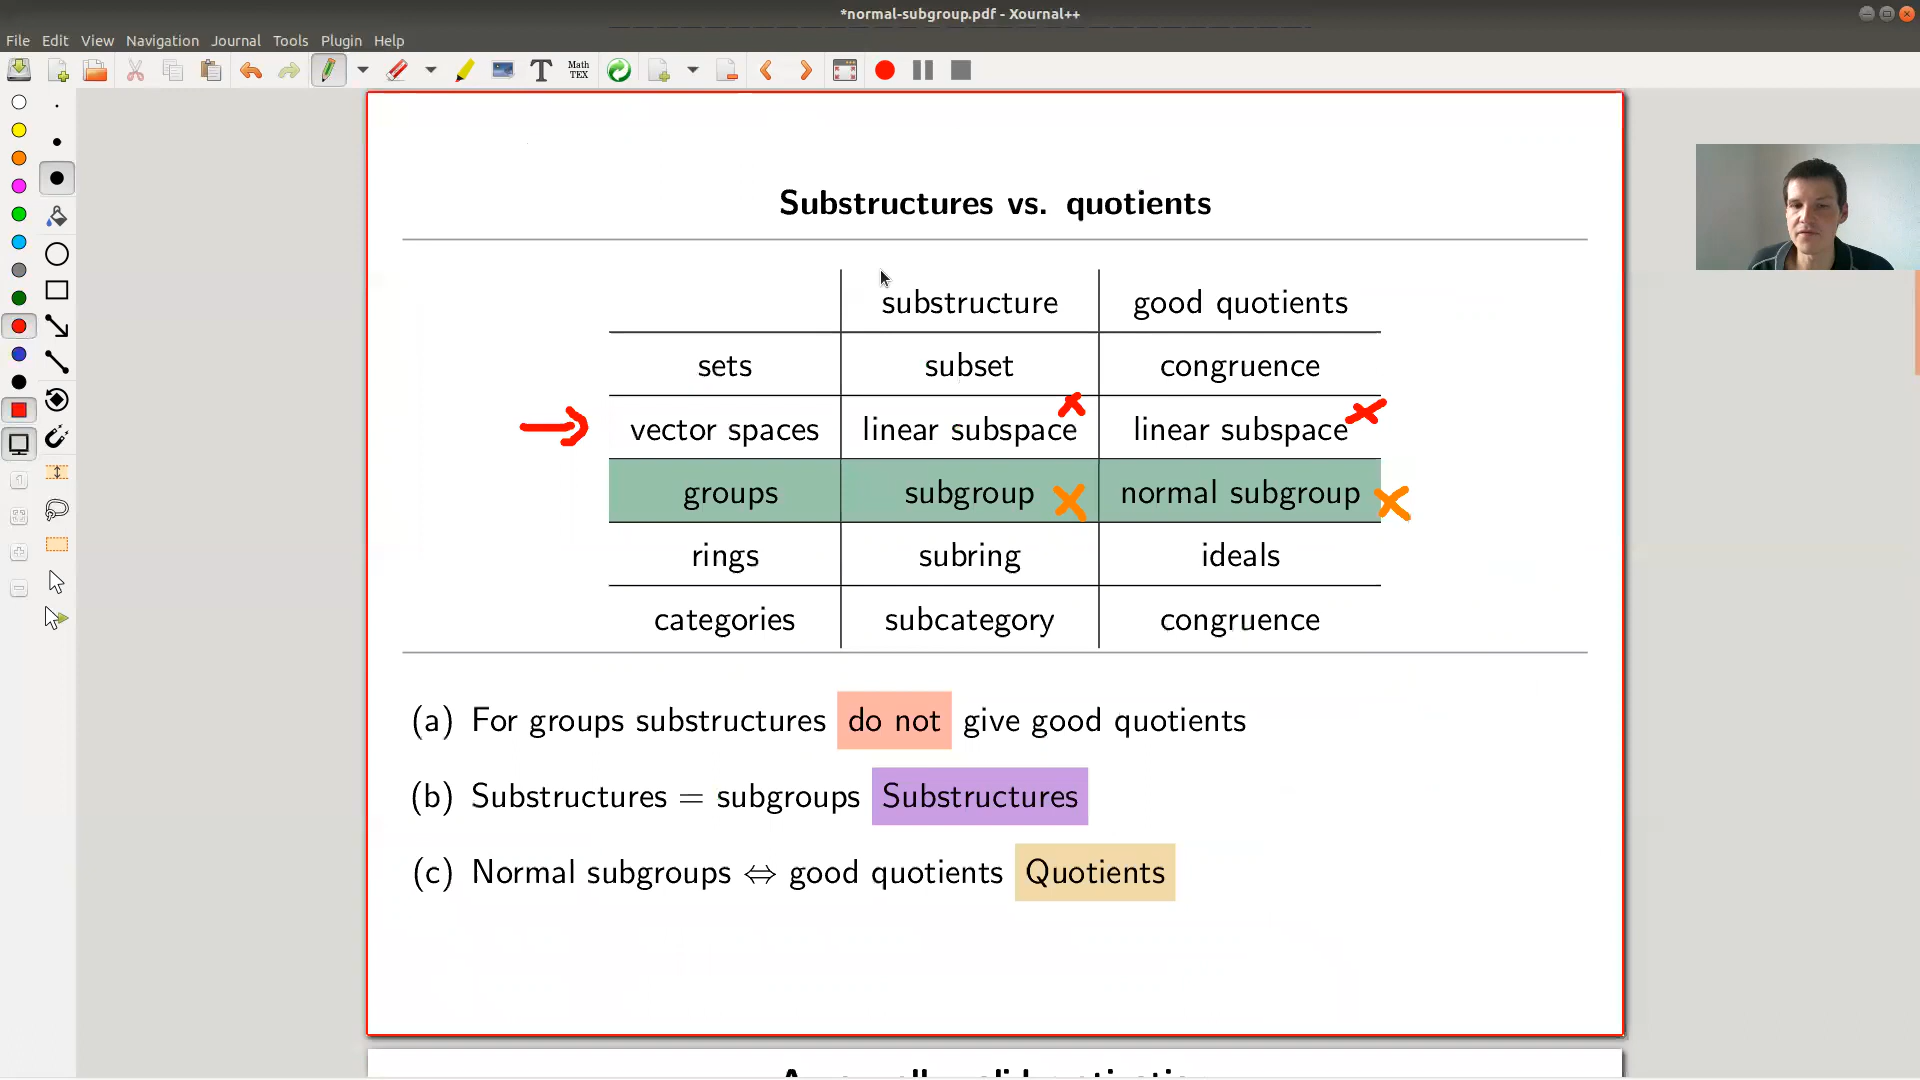 *normal-subgroup.pdf - Xournal++
File Edit View Navigation Journal Tools Plugin Help
T Math TEX
Substructures vs. quotients
substructure good quotients
sets subset congruence
vector spaces linear subspace linear subspace
groups subgroup normal subgroup
rings subring ideals
categories subcategory congruence
(a) For groups substructures do not give good quotients
(b) Substructures = subgroups Substructures
(c) Normal subgroups ⇔ good quotients Quotients